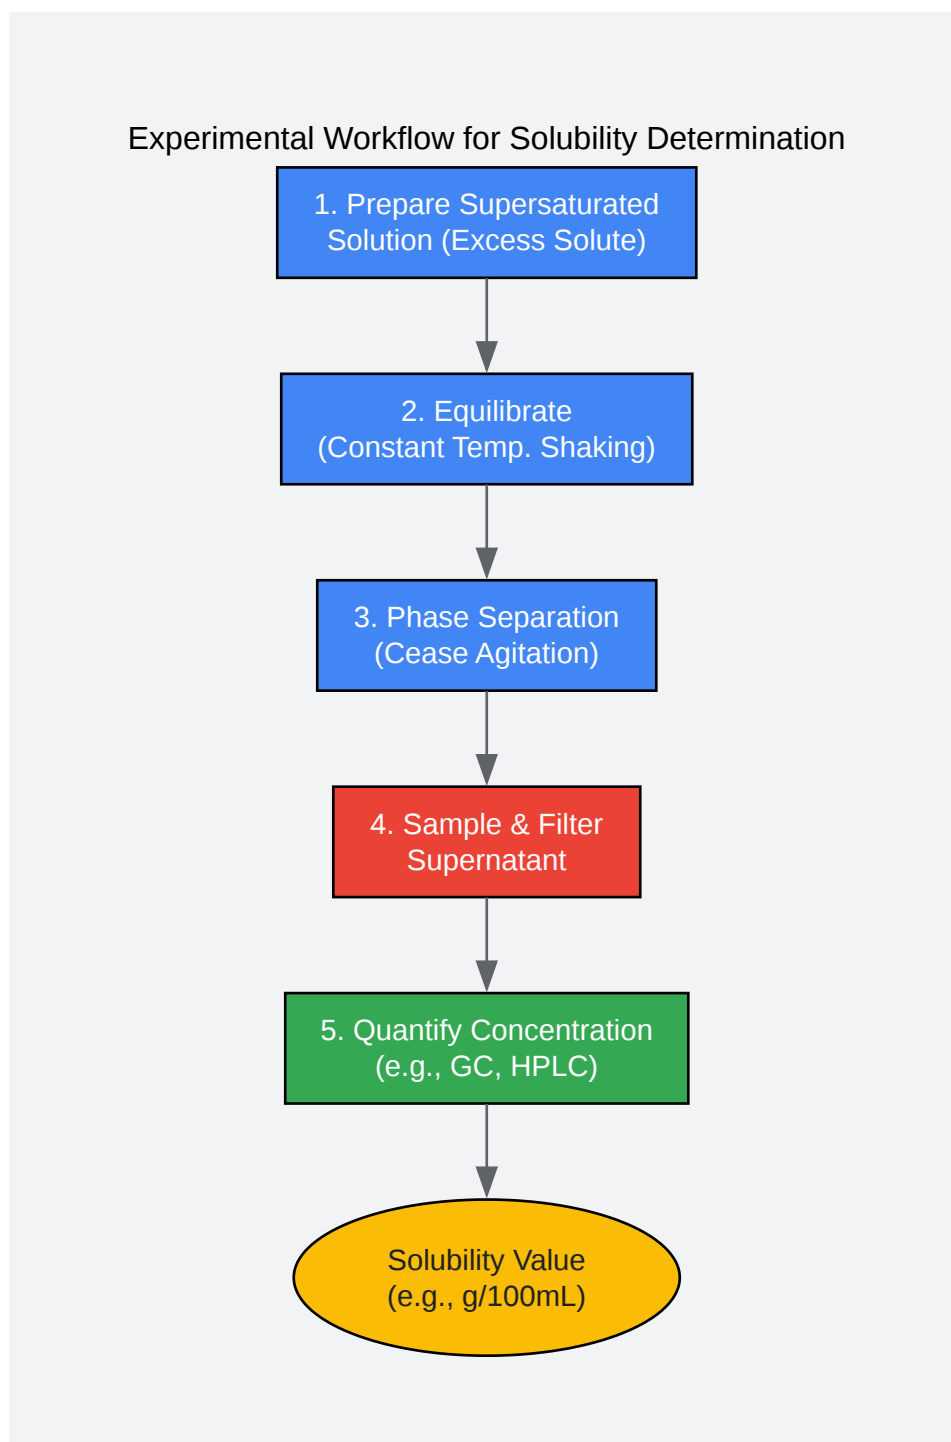 Experimental Workflow for Solubility Determination
1. Prepare Supersaturated
Solution (Excess Solute)
2. Equilibrate
(Constant Temp. Shaking)
3. Phase Separation
(Cease Agitation)
4. Sample & Filter
Supernatant
5. Quantify Concentration
(e.g., GC, HPLC)
Solubility Value
(e.g., g/100mL)